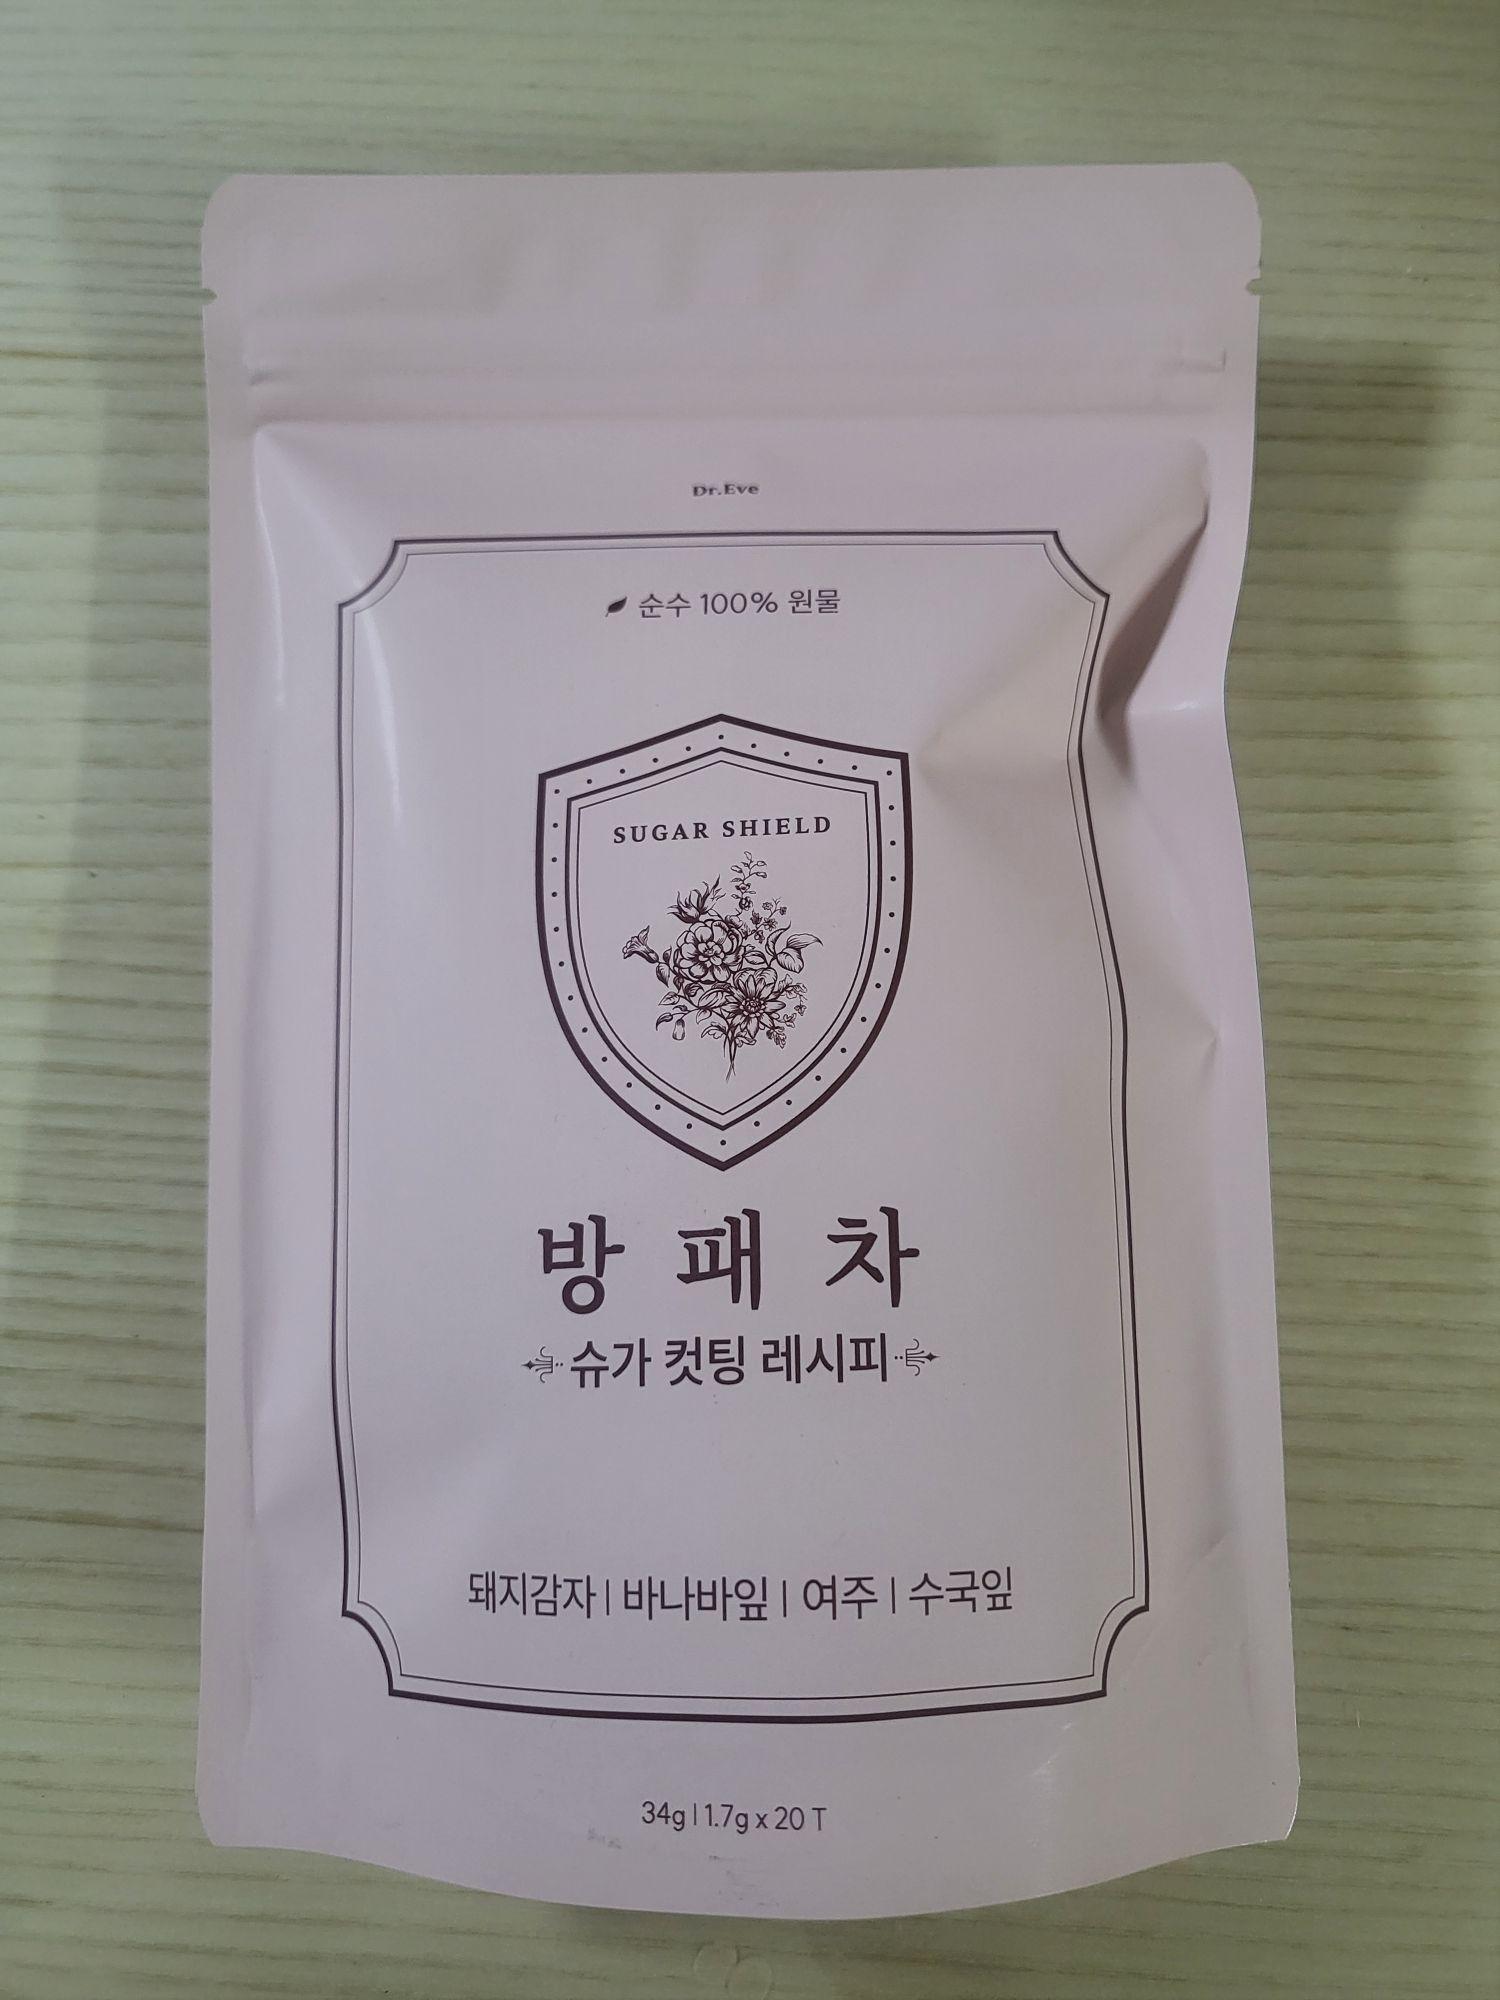 Dr.Eve
순수 100% 원물
SUGAR SHIELD
방패차
슈가 컷팅 레시피
돼지감자 | 바나바잎 | 여주 | 수국잎
34g | 1.7g x 20 T